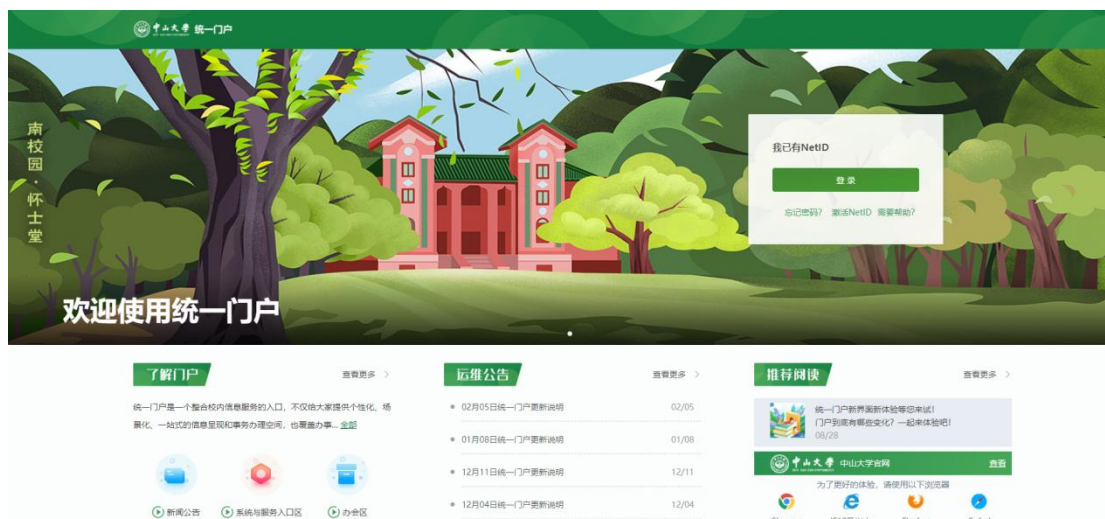 中山大学 统一门户
南校园·怀士堂
我已有NetID
登录
忘记密码? 激活NetID 需要帮助?
欢迎使用统一门户
了解门户
查看更多
统一门户是一个整合校内信息服务的入口，不仅给大家提供个性化、场
景化、一站式的信息呈现和事务办理空间，也覆盖办事... 全部
新闻公告
系统与服务入口区
办会区
运维公告
查看更多
02月05日统一门户更新说明 02/05
01月08日统一门户更新说明 01/08
12月11日统一门户更新说明 12/11
12月04日统一门户更新说明 12/04
推荐阅读
查看更多
统一门户新界面新体验等您来试！
门户到底有哪些变化？一起来体验吧！
08/28
中山大学 中山大学官网 查看
为了更好的体验，请使用以下浏览器